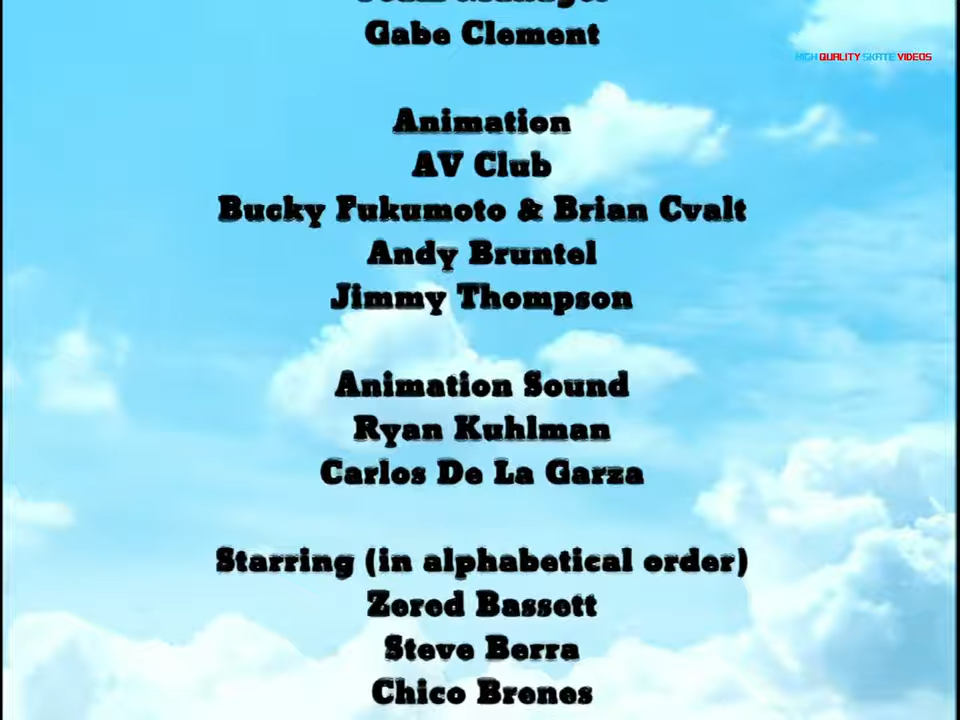 Gabe Clement
HIGH QUALITY SKATE VIDEOS
Animation
AV Club
Bucky Fukumoto & Brian Cvalt
Andy Bruntel
Jimmy Thompson
Animation Sound
Ryan Kuhlman
Carlos De La Garza
Starring (in alphabetical order)
Zered Bassett
Steve Berra
Chico Brenes